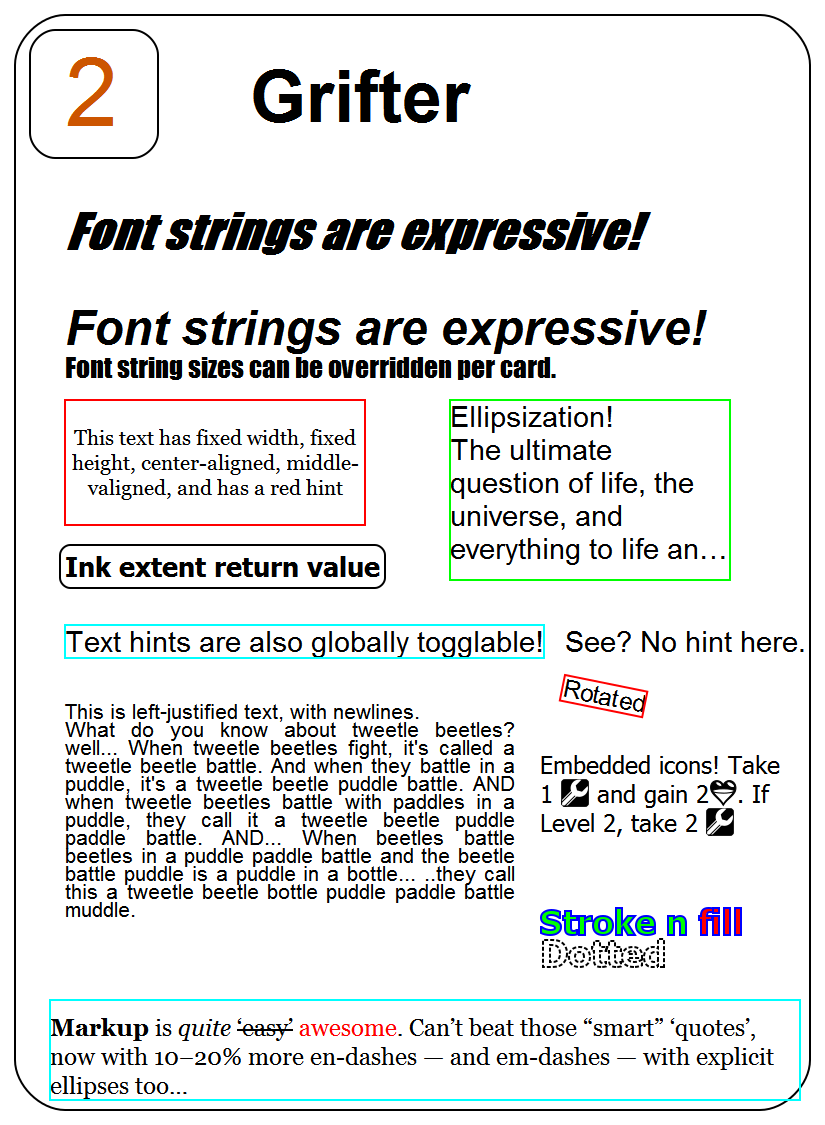 2
Grifter
Font strings are expressive!
Font strings are expressive!
Font string sizes can be overridden per card.
This text has fixed width, fixed
height, center-aligned, middle-
valigned, and has a red hint
Ellipsization!
The ultimate
question of life, the
universe, and
everything to life an…
Ink extent return value
Text hints are also globally togglable!
See? No hint here.
Rotated
This is left-justified text, with newlines.
What do you know about tweetle beetles?
well... When tweetle beetles fight, it's called a
tweetle beetle battle. And when they battle in a
puddle, it's a tweetle beetle puddle battle. AND
when tweetle beetles battle with paddles in a
puddle, they call it a tweetle beetle puddle
paddle battle. AND... When beetles battle
beetles in a puddle paddle battle and the beetle
battle puddle is a puddle in a bottle... ..they call
this a tweetle beetle bottle puddle paddle battle
muddle.
Embedded icons! Take
1 and gain 2. If
Level 2, take 2
Stroke n fill
Dotted
Markup is quite ‘easy’ awesome. Can’t beat those “smart” ‘quotes’,
now with 10–20% more en-dashes — and em-dashes — with explicit
ellipses too…